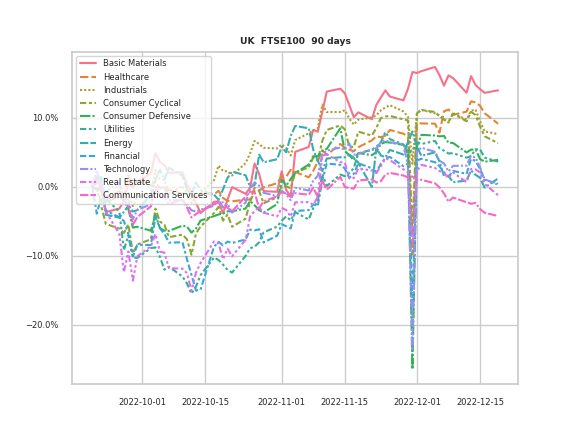 UK  FTSE100  90 days
Basic Materials
Healthcare
Industrials
Consumer Cyclical
Consumer Defensive
Utilities
Energy
Financial
Technology
Real Estate
Communication Services
10.0%
0.0%
−10.0%
−20.0%
2022-10-01
2022-10-15
2022-11-01
2022-11-15
2022-12-01
2022-12-15